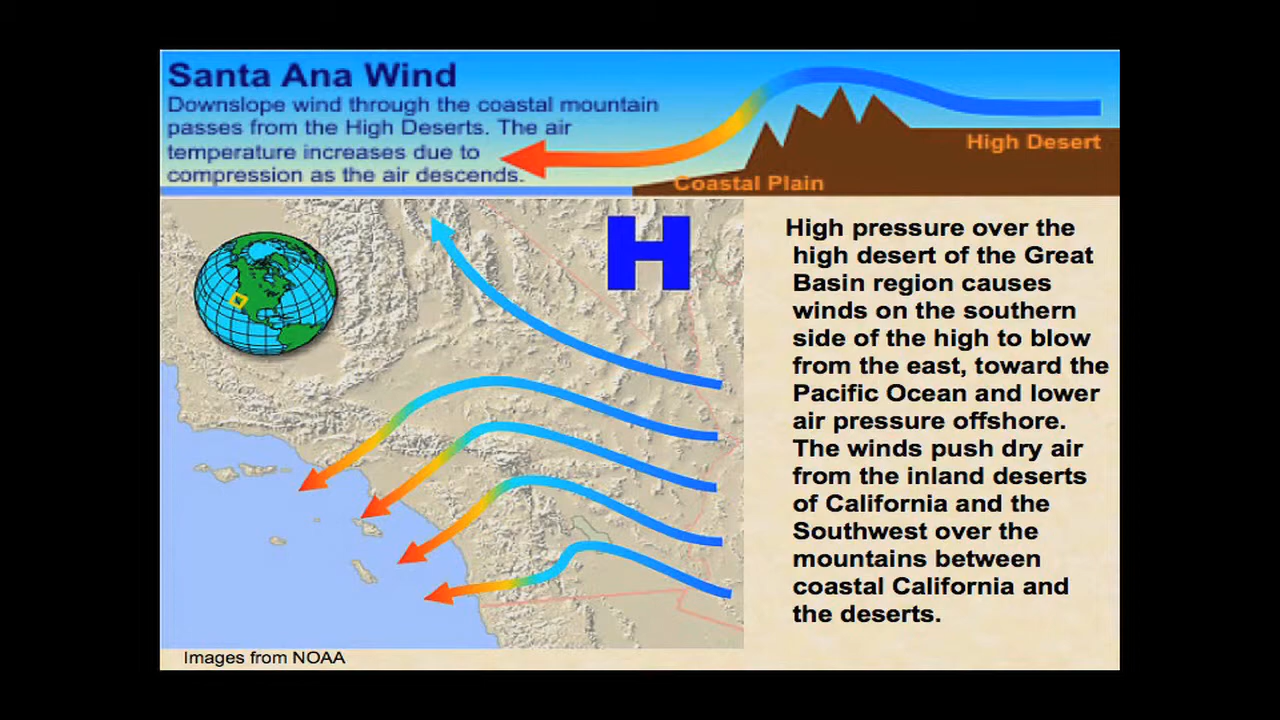 Santa Ana Wind
Downslope wind through the coastal mountain
passes from the High Deserts. The air
temperature increases due to
compression as the air descends.
High Desert
Coastal Plain
H
High pressure over the
high desert of the Great
Basin region causes
winds on the southern
side of the high to blow
from the east, toward the
Pacific Ocean and lower
air pressure offshore.
The winds push dry air
from the inland deserts
of California and the
Southwest over the
mountains between
coastal California and
the deserts.
Images from NOAA